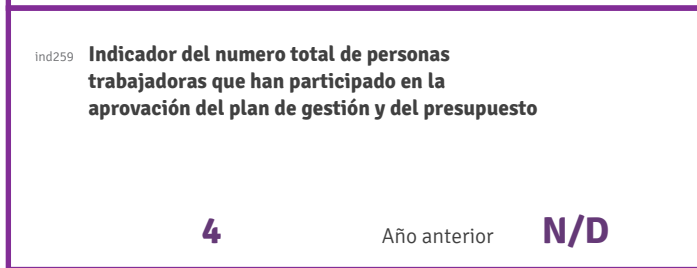 ind259 Indicador del numero total de personas
trabajadoras que han participado en la
aprovación del plan de gestión y del presupuesto
4 Año anterior N/D